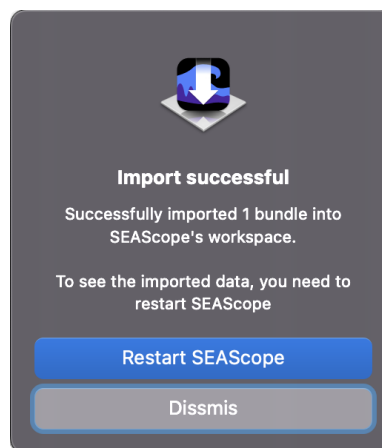 Import successful
Successfully imported 1 bundle into
SEAScope's workspace.
To see the imported data, you need to
restart SEAScope
Restart SEAScope
Dissmis